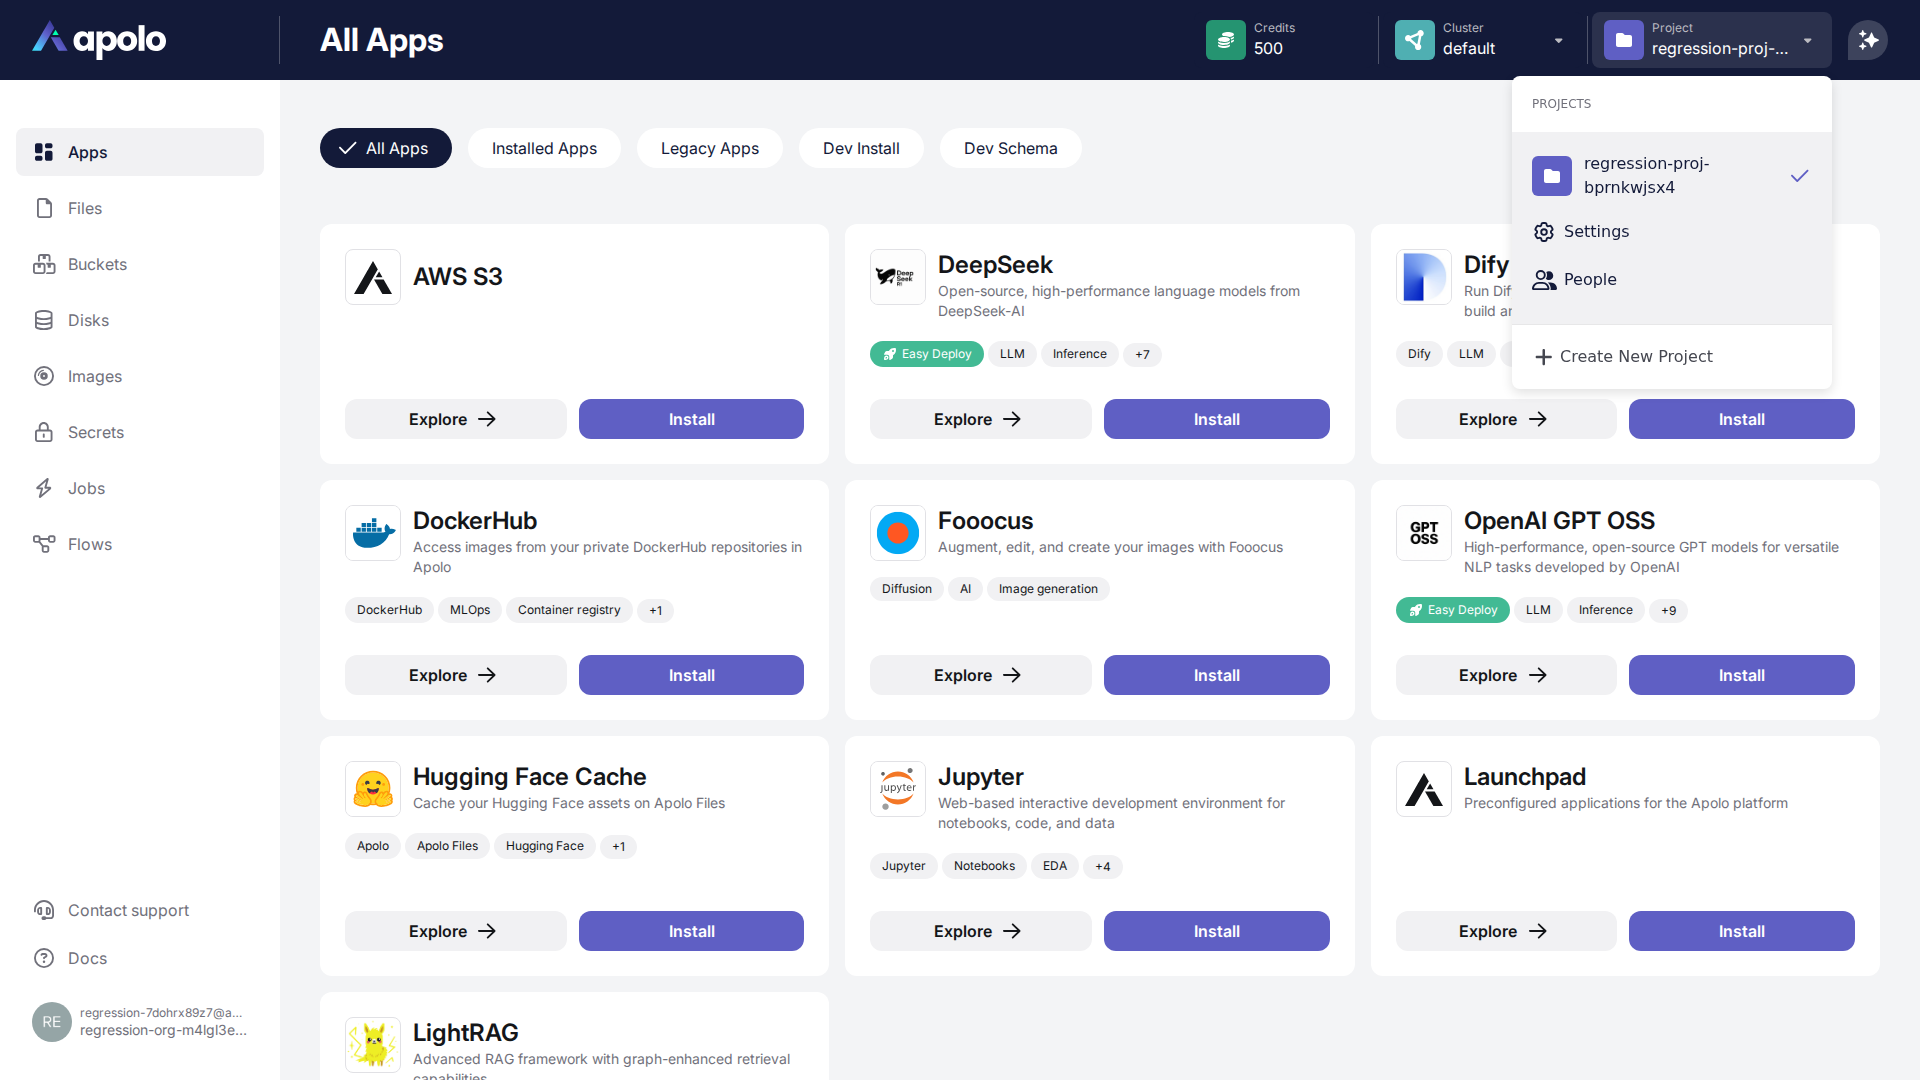 apolo
All Apps
Credits
500
Cluster
default
Project
regression-proj-...
PROJECTS
regression-proj-
bprnkwjsx4
Settings
People
Create New Project
Apps
Files
Buckets
Disks
Images
Secrets
Jobs
Flows
Contact support
Docs
RE
regression-7dohrx89z7@a...
regression-org-m4lgl3e...
All Apps
Installed Apps
Legacy Apps
Dev Install
Dev Schema
AWS S3
Explore
Install
Deep
Seek
R1
DeepSeek
Open-source, high-performance language models from
DeepSeek-AI
Easy Deploy
LLM
Inference
+7
Explore
Install
Dify
Run Dif
build an
Dify
LLM
Explore
Install
DockerHub
Access images from your private DockerHub repositories in
Apolo
DockerHub
MLOps
Container registry
+1
Explore
Install
Fooocus
Augment, edit, and create your images with Fooocus
Diffusion
AI
Image generation
Explore
Install
GPT
OSS
OpenAI GPT OSS
High-performance, open-source GPT models for versatile
NLP tasks developed by OpenAI
Easy Deploy
LLM
Inference
+9
Explore
Install
Hugging Face Cache
Cache your Hugging Face assets on Apolo Files
Apolo
Apolo Files
Hugging Face
+1
Explore
Install
jupyter
Jupyter
Web-based interactive development environment for
notebooks, code, and data
Jupyter
Notebooks
EDA
+4
Explore
Install
Launchpad
Preconfigured applications for the Apolo platform
Explore
Install
LightRAG
Advanced RAG framework with graph-enhanced retrieval
capabilities